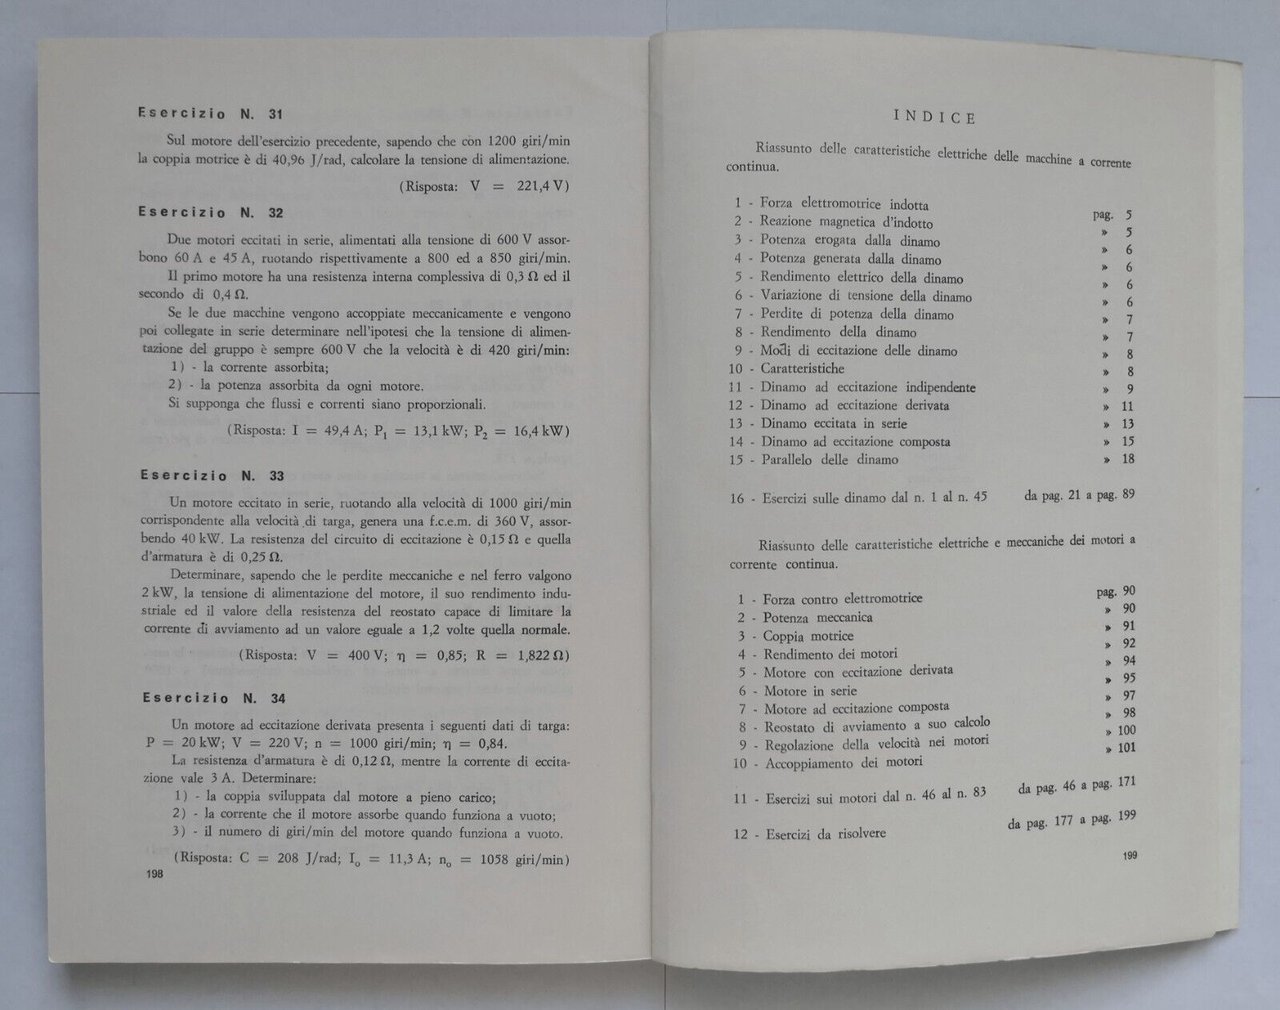 Esercizio N. 31
Sul motore dell'esercizio precedente, sapendo che còn 1200 giri/min
la coppia motrice è di 40,96 J/rad, calcolare la tensione di alimentazione.
(Risposta: V = 221,4 V)
Esercizio N. 32
Due motori eccitati in serie, alimentati alla tensione di 600 V assor-
bono 60 A e 45 A, ruotando rispettivamente a 800 ed a 850 giri/min.
Il primo motore ha una resistenza interna complessiva di 0,3 Ω ed il
secondo di 0,4 Ω.
Se le due macchine vengono accoppiate meccanicamente e vengono
poi collegate in serie determinare nell'ipotesi che la tensione di alimen-
tazione del gruppo è sempre 600 V che la velocità è di 420 giri/min:
1) - la corrente assorbita;
2) - la potenza assorbita da ogni motore.
Si supponga che flussi e correnti siano proporzionali.
(Risposta: I = 49,4 A; P₁ = 13,1 kW; P₂ = 16,4 kW)
Esercizio N. 33
Un motore eccitato in serie, ruotando alla velocità di 1000 giri/min
corrispondente alla velocità di targa, genera una f.c.e.m. di 360 V, assor-
bendo 40 kW. La resistenza del circuito di eccitazione è 0,15 Ω e quella
d'armatura è di 0,25 Ω.
Determinare, sapendo che le perdite meccaniche e nel ferro valgono
2 kW, la tensione di alimentazione del motore, il suo rendimento indu-
striale ed il valore della resistenza del reostato capace di limitare la
corrente di avviamento ad un valore eguale a 1,2 volte quella normale.
(Risposta: V = 400 V; η = 0,85; R = 1,822 Ω)
Esercizio N. 34
Un motore ad eccitazione derivata presenta i seguenti dati di targa:
P = 20 kW; V = 220 V; n = 1000 giri/min; η = 0,84.
La resistenza d'armatura è di 0,12 Ω, mentre la corrente di eccita-
zione vale 3 A. Determinare:
1) - la coppia sviluppata dal motore a pieno carico;
2) - la corrente che il motore assorbe quando funziona a vuoto;
3) - il numero di giri/min del motore quando funziona a vuoto.
(Risposta: C = 208 J/rad; I₀ = 11,3 A; n₀ = 1058 giri/min)
198
INDICE
Riassunto delle caratteristiche elettriche delle macchine a corrente
continua.
1 - Forza elettromotrice indotta pag. 5
2 - Reazione magnetica d'indotto » 5
3 - Potenza erogata dalla dinamo » 6
4 - Potenza generata dalla dinamo » 6
5 - Rendimento elettrico della dinamo » 6
6 - Variazione di tensione della dinamo » 6
7 - Perdite di potenza della dinamo » 7
8 - Rendimento della dinamo » 7
9 - Modi di eccitazione delle dinamo » 8
10 - Caratteristiche » 8
11 - Dinamo ad eccitazione indipendente » 9
12 - Dinamo ad eccitazione derivata » 11
13 - Dinamo eccitata in serie » 13
14 - Dinamo ad eccitazione composta » 15
15 - Parallelo delle dinamo » 18
16 - Esercizi sulle dinamo dal n. 1 al n. 45 da pag. 21 a pag. 89
Riassunto delle caratteristiche elettriche e meccaniche dei motori a
corrente continua.
1 - Forza contro elettromotrice pag. 90
2 - Potenza meccanica » 90
3 - Coppia motrice » 91
4 - Rendimento dei motori » 92
5 - Motore con eccitazione derivata » 94
6 - Motore in serie » 95
7 - Motore ad eccitazione composta » 97
8 - Reostato di avviamento a suo calcolo » 98
9 - Regolazione della velocità nei motori » 100
10 - Accoppiamento dei motori » 101
11 - Esercizi sui motori dal n. 46 al n. 83 da pag. 46 a pag. 171
12 - Esercizi da risolvere da pag. 177 a pag. 199
199